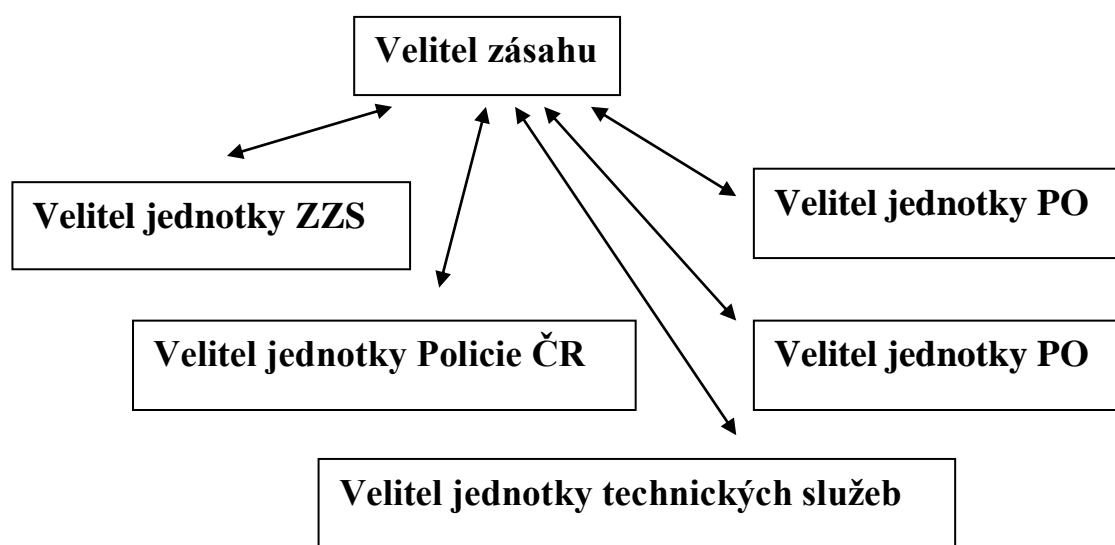 Velitel zásahu
Velitel jednotky ZZS
Velitel jednotky PO
Velitel jednotky Policie ČR
Velitel jednotky PO
Velitel jednotky technických služeb